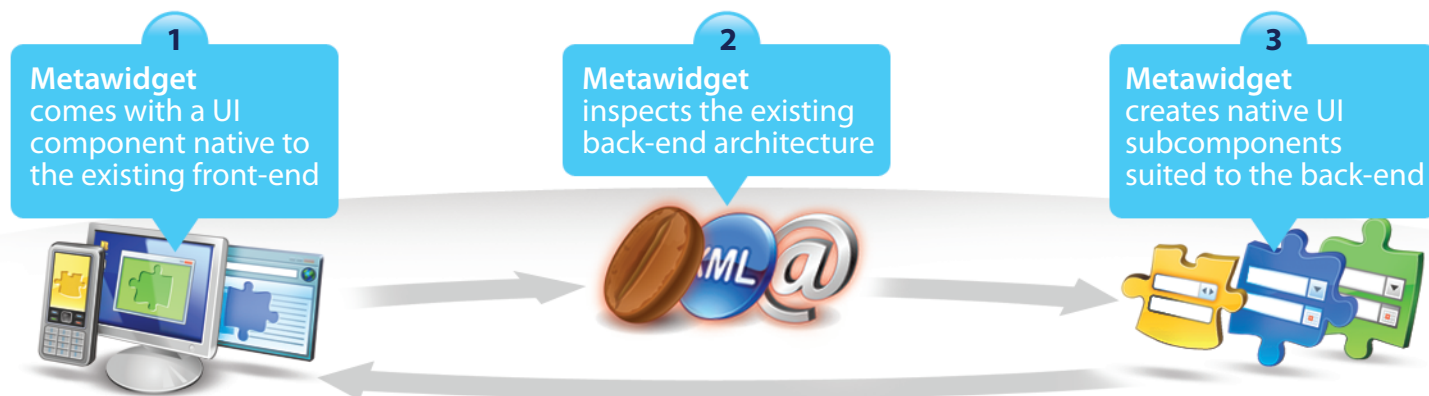 1
Metawidget
comes with a UI
component native to
the existing front-end
2
Metawidget
inspects the existing
back-end architecture
3
Metawidget
creates native UI
subcomponents
suited to the back-end
XML
@